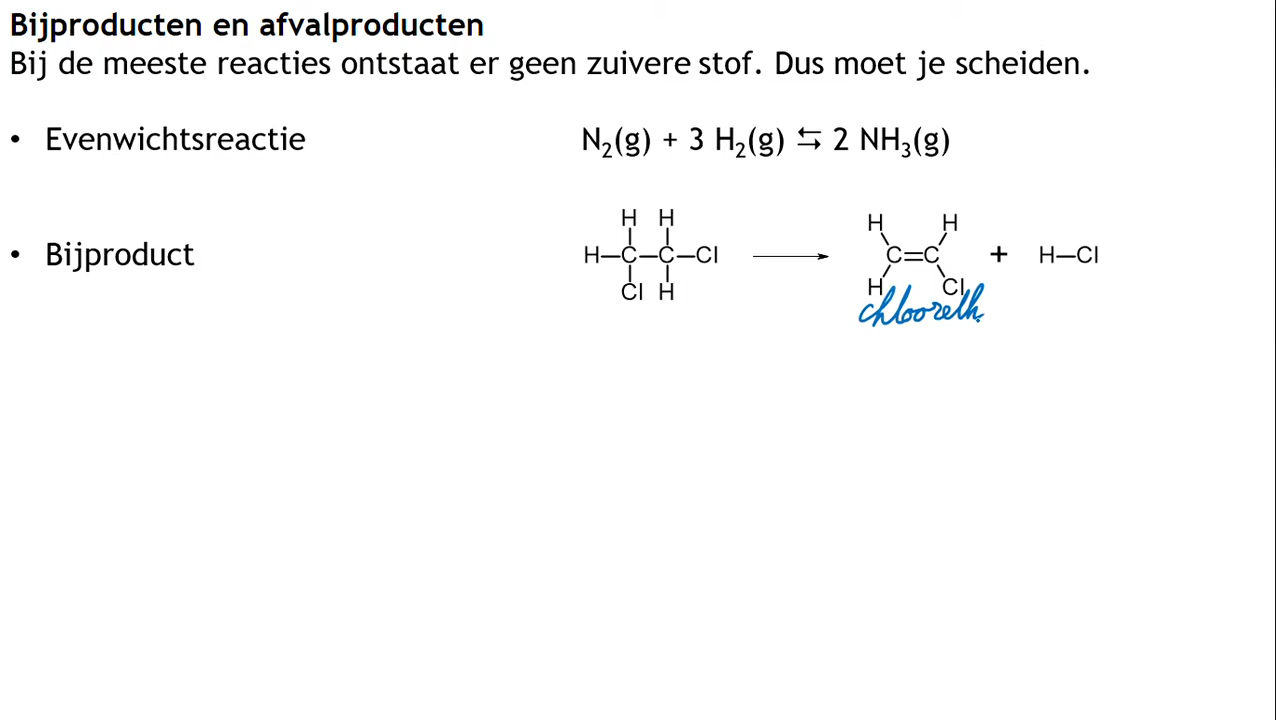 Bijproducten en afvalproducten
Bij de meeste reacties ontstaat er geen zuivere stof. Dus moet je scheiden.
• Evenwichtsreactie N₂(g) + 3 H₂(g) ⇆ 2 NH₃(g)
H H H H
• Bijproduct H–C–C–Cl ⟶ C=C + H–Cl
Cl H H Cl
chlooreth.